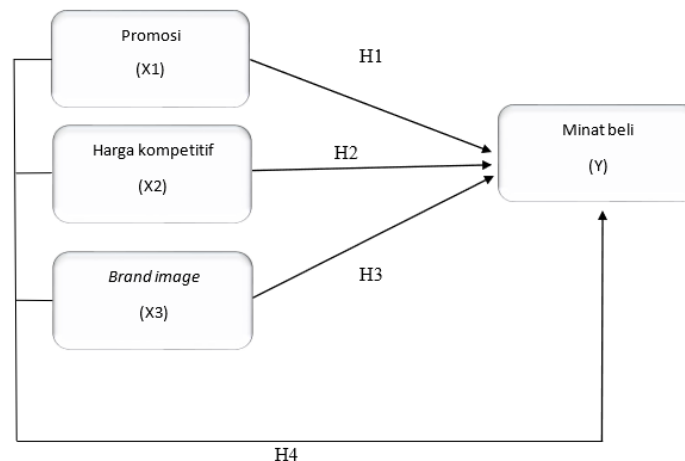 Promosi
(X1)
H1
Harga kompetitif
(X2)
H2
Minat beli
(Y)
Brand image
(X3)
H3
H4